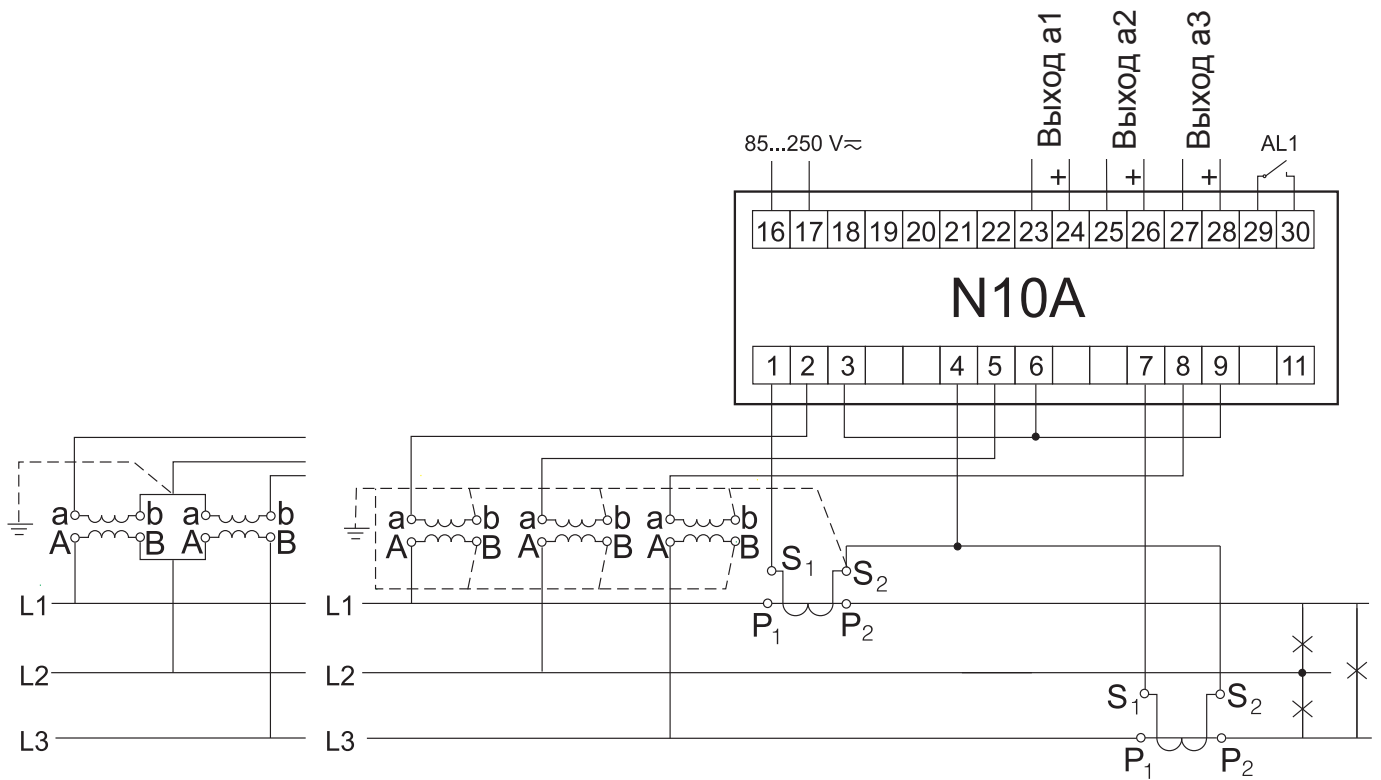 Выход a1
Выход a2
Выход a3
85...250 V≂
AL1
+ + +
16 17 18 19 20 21 22 23 24 25 26 27 28 29 30
N10A
1 2 3 4 5 6 7 8 9 11
a b a b
A B A B
a b a b a b
A B A B A B
S1 S2
L1 L1 P1 P2
L2 L2
S1 S2
L3 L3
P1 P2